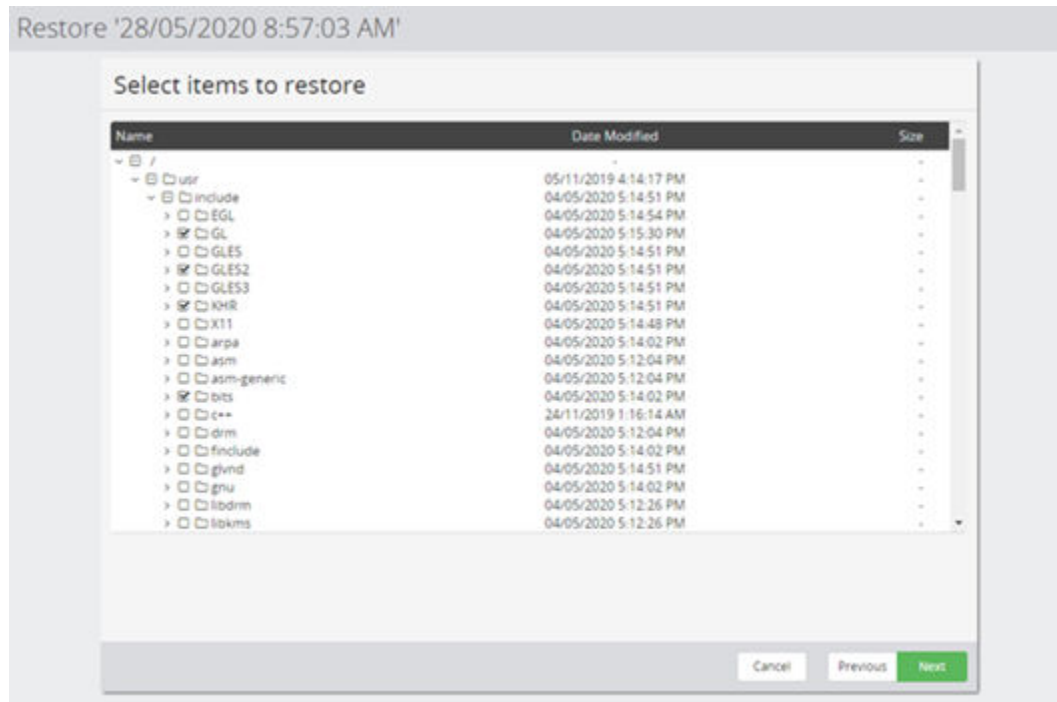 Restore '28/05/2020 8:57:03 AM'
Select items to restore
Name Date Modified Size
/ - -
usr 05/11/2019 4:14:17 PM -
include 04/05/2020 5:14:51 PM -
EGL 04/05/2020 5:14:54 PM -
GL 04/05/2020 5:15:30 PM -
GLES 04/05/2020 5:14:51 PM -
GLES2 04/05/2020 5:14:51 PM -
GLES3 04/05/2020 5:14:51 PM -
KHR 04/05/2020 5:14:51 PM -
X11 04/05/2020 5:14:48 PM -
arpa 04/05/2020 5:14:02 PM -
asm 04/05/2020 5:12:04 PM -
asm-generic 04/05/2020 5:12:04 PM -
bits 04/05/2020 5:14:02 PM -
c++ 24/11/2019 1:16:14 AM -
drm 04/05/2020 5:12:04 PM -
finclude 04/05/2020 5:14:02 PM -
glvnd 04/05/2020 5:14:51 PM -
gnu 04/05/2020 5:14:02 PM -
libdrm 04/05/2020 5:12:26 PM -
libkms 04/05/2020 5:12:26 PM -
Cancel Previous Next